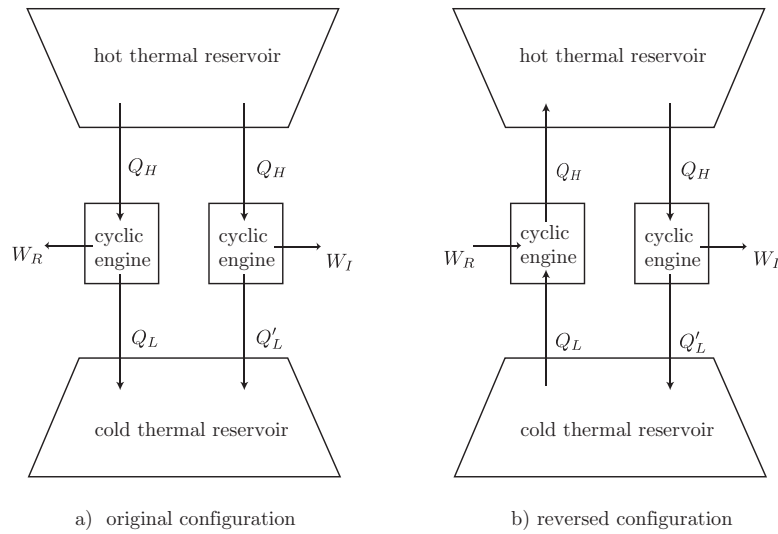 hot thermal reservoir
Q_H
Q_H
cyclic
engine
cyclic
engine
W_R
W_I
Q_L
Q'_L
cold thermal reservoir
a) original configuration
hot thermal reservoir
Q_H
Q_H
cyclic
engine
cyclic
engine
W_R
W_I
Q_L
Q'_L
cold thermal reservoir
b) reversed configuration